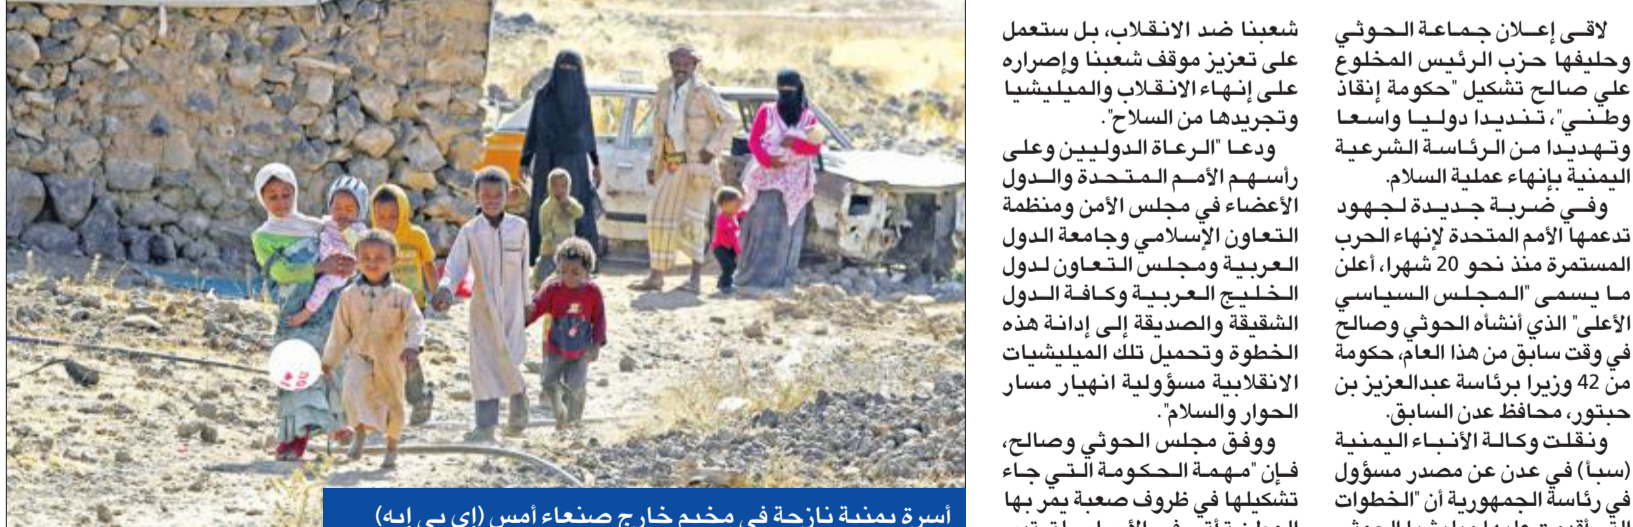 لاقى إعلان جماعة الحوثي
وحليفها حزب الرئيس المخلوع
علي صالح تشكيل "حكومة إنقاذ
وطني"، تنديدا دوليا واسعا
وتهديدا من الرئاسة الشرعية
اليمنية بإنهاء عملية السلام.
وفي ضربة جديدة لجهود
تدعمها الأمم المتحدة لإنهاء الحرب
المستمرة منذ نحو 20 شهرا، أعلن
ما يسمى "المجلس السياسي
الأعلى" الذي أنشأه الحوثي وصالح
في وقت سابق من هذا العام، حكومة
من 42 وزيرا برئاسة عبدالعزيز بن
حبتور، محافظ عدن السابق.
ونقلت وكالة الأنباء اليمنية
(سبأ) في عدن عن مصدر مسؤول
في رئاسة الجمهورية أن "الخطوات
شعبنا ضد الانقلاب، بل ستعمل
على تعزيز موقف شعبنا وإصراره
على إنهاء الانقلاب والميليشيا
وتجريدها من السلاح".
ودعا "الرعاة الدوليين وعلى
رأسهم الأمم المتحدة والدول
الأعضاء في مجلس الأمن ومنظمة
التعاون الإسلامي وجامعة الدول
العربية ومجلس التعاون لدول
الخليج العربية وكافة الدول
الشقيقة والصديقة إلى إدانة هذه
الخطوة وتحميل تلك الميليشيات
الانقلابية مسؤولية انهيار مسار
الحوار والسلام".
ووفق مجلس الحوثي وصالح،
فإن "مهمة الحكومة التي جاء
تشكيلها في ظروف صعبة يمر بها
أسرة يمنية نازحة في مخيم خارج صنعاء أمس (إي بي إيه)
I ♥